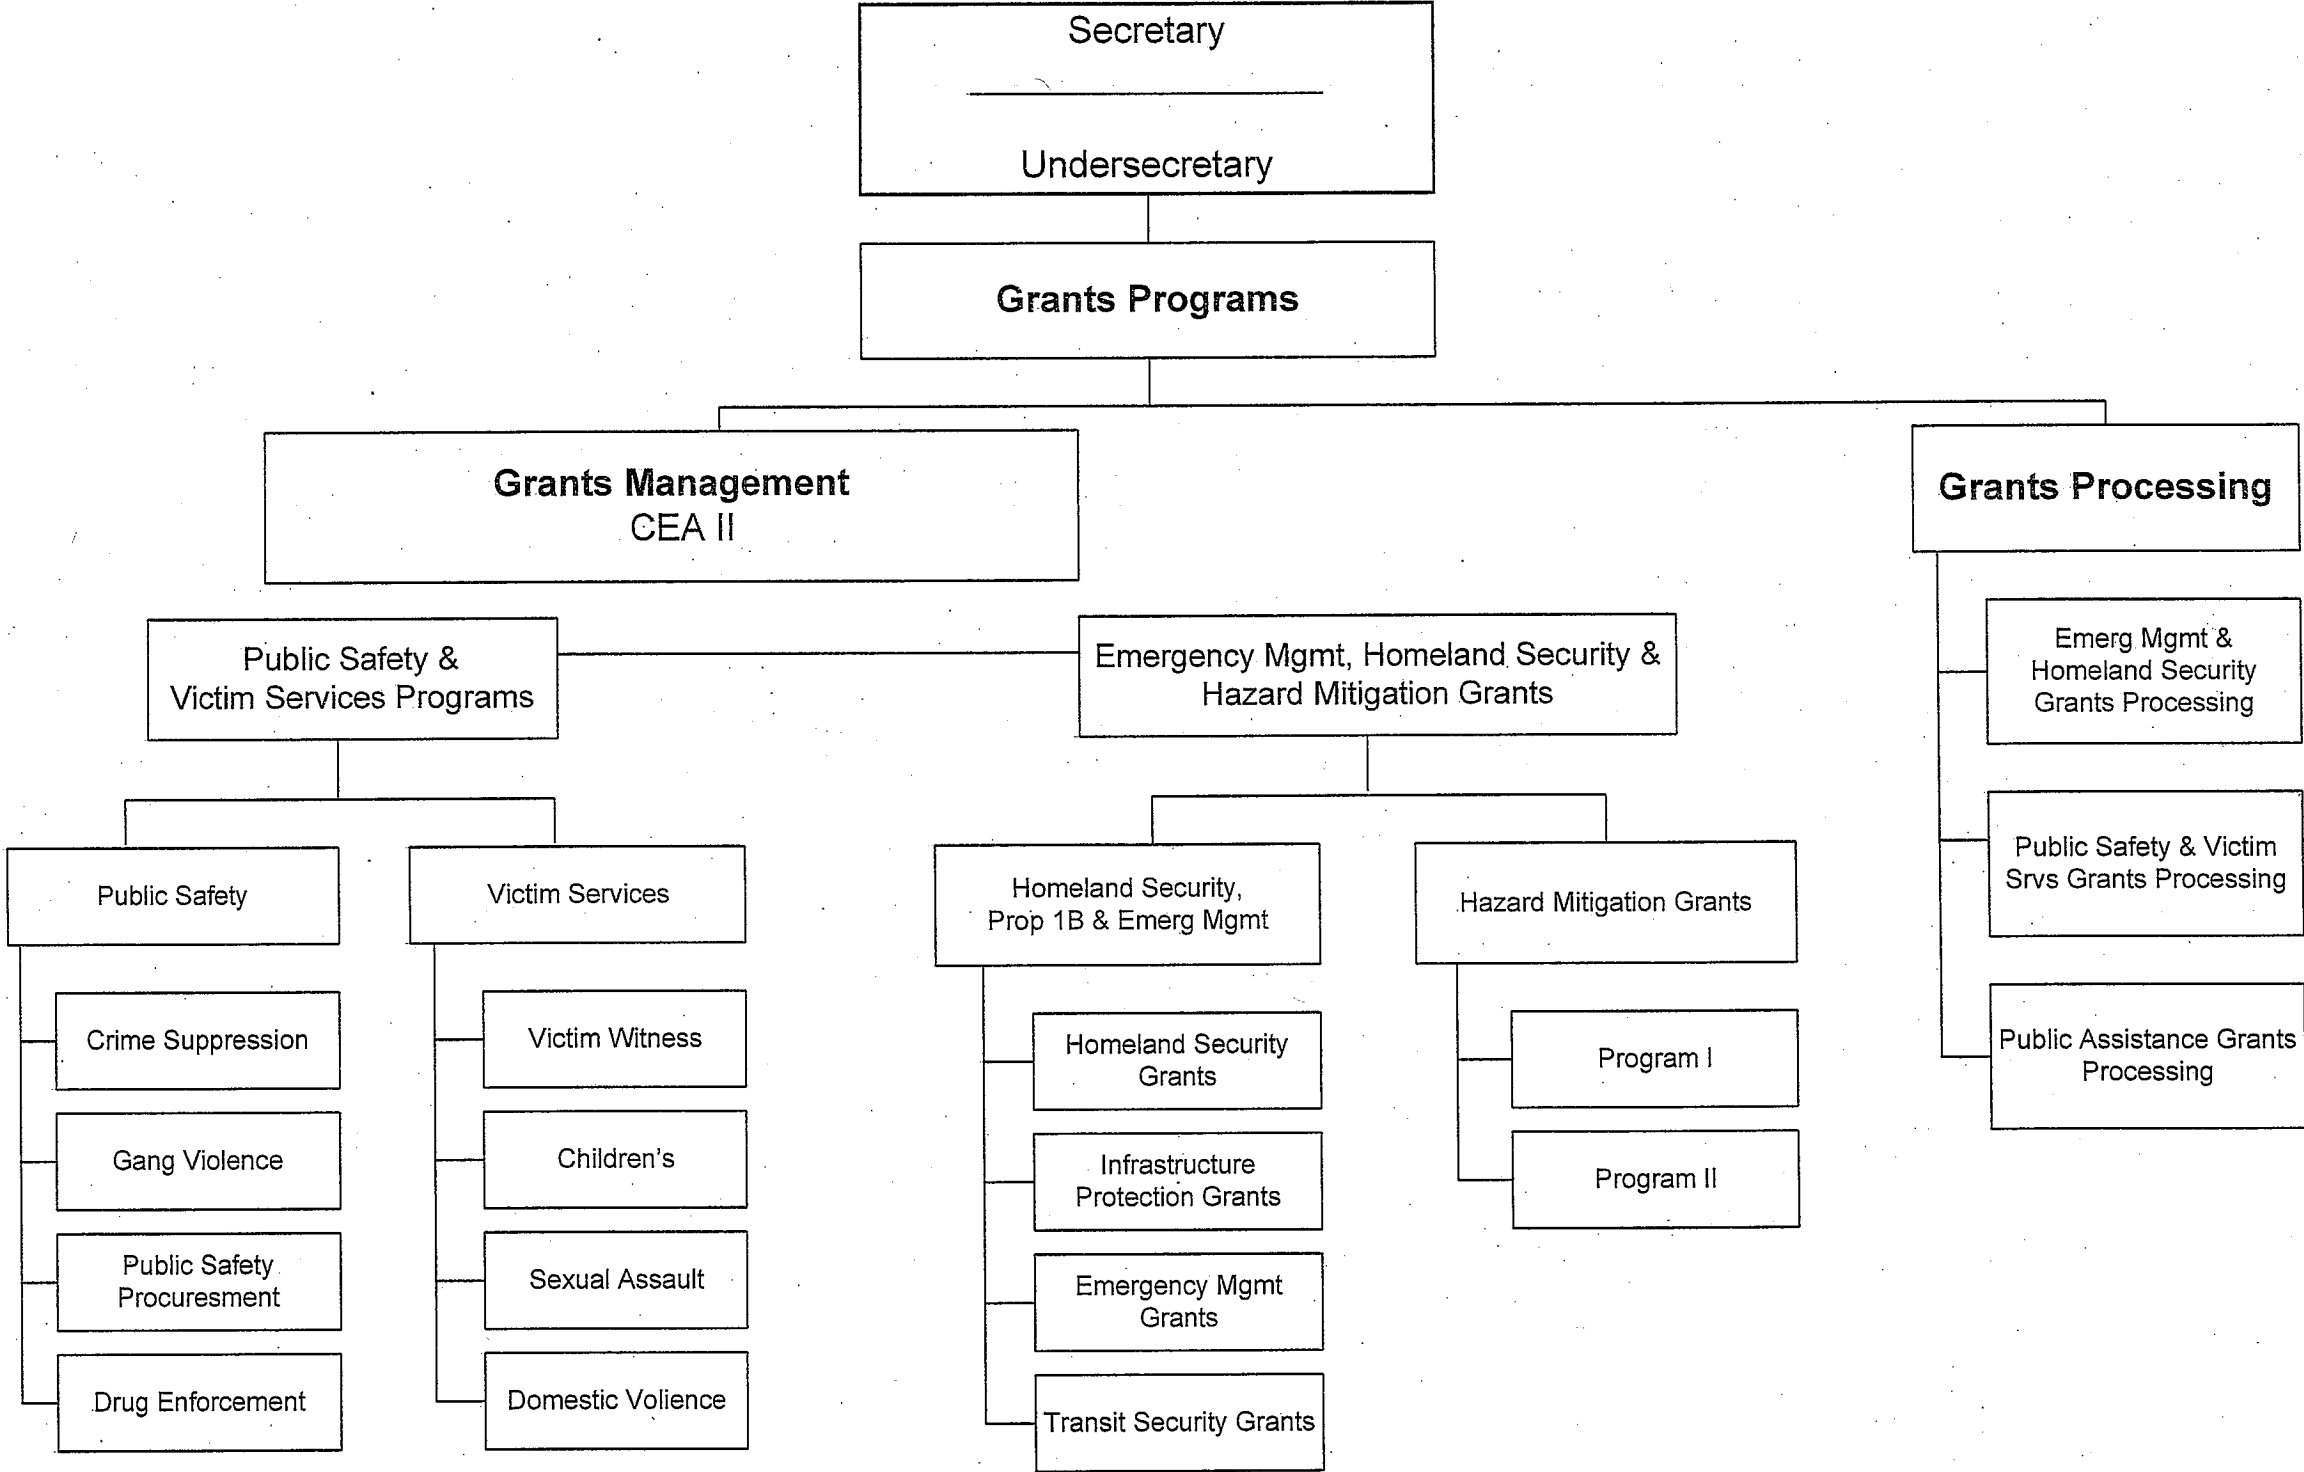 Secretary
Undersecretary
Grants Programs
Grants Management
CEA II
Grants Processing
Public Safety &
Victim Services Programs
Emergency Mgmt, Homeland Security &
Hazard Mitigation Grants
Public Safety
Crime Suppression
Gang Violence
Public Safety
Procuresment
Drug Enforcement
Victim Services
Victim Witness
Children's
Sexual Assault
Domestic Volience
Homeland Security,
Prop 1B & Emerg Mgmt
Homeland Security
Grants
Infrastructure
Protection Grants
Emergency Mgmt
Grants
Transit Security Grants
Hazard Mitigation Grants
Program I
Program II
Emerg Mgmt &
Homeland Security
Grants Processing
Public Safety & Victim
Srvs Grants Processing
Public Assistance Grants
Processing